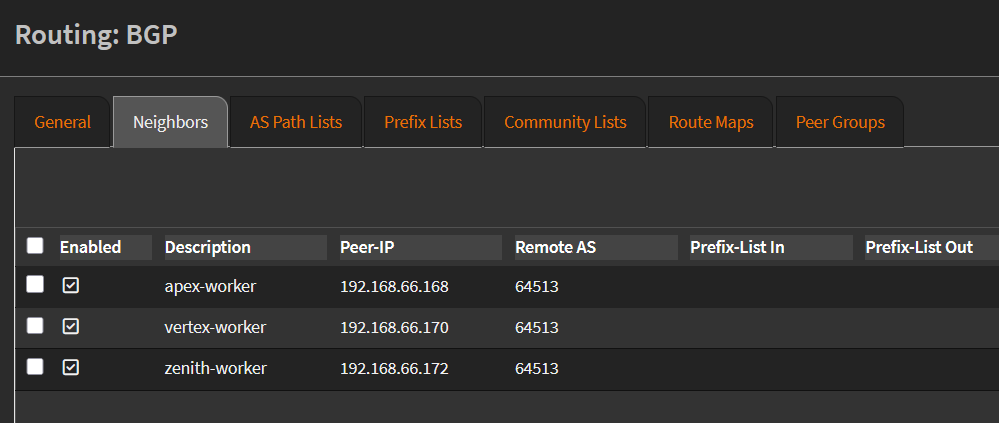 Routing: BGP
General Neighbors AS Path Lists Prefix Lists Community Lists Route Maps Peer Groups
Enabled Description Peer-IP Remote AS Prefix-List In Prefix-List Out
apex-worker 192.168.66.168 64513
vertex-worker 192.168.66.170 64513
zenith-worker 192.168.66.172 64513